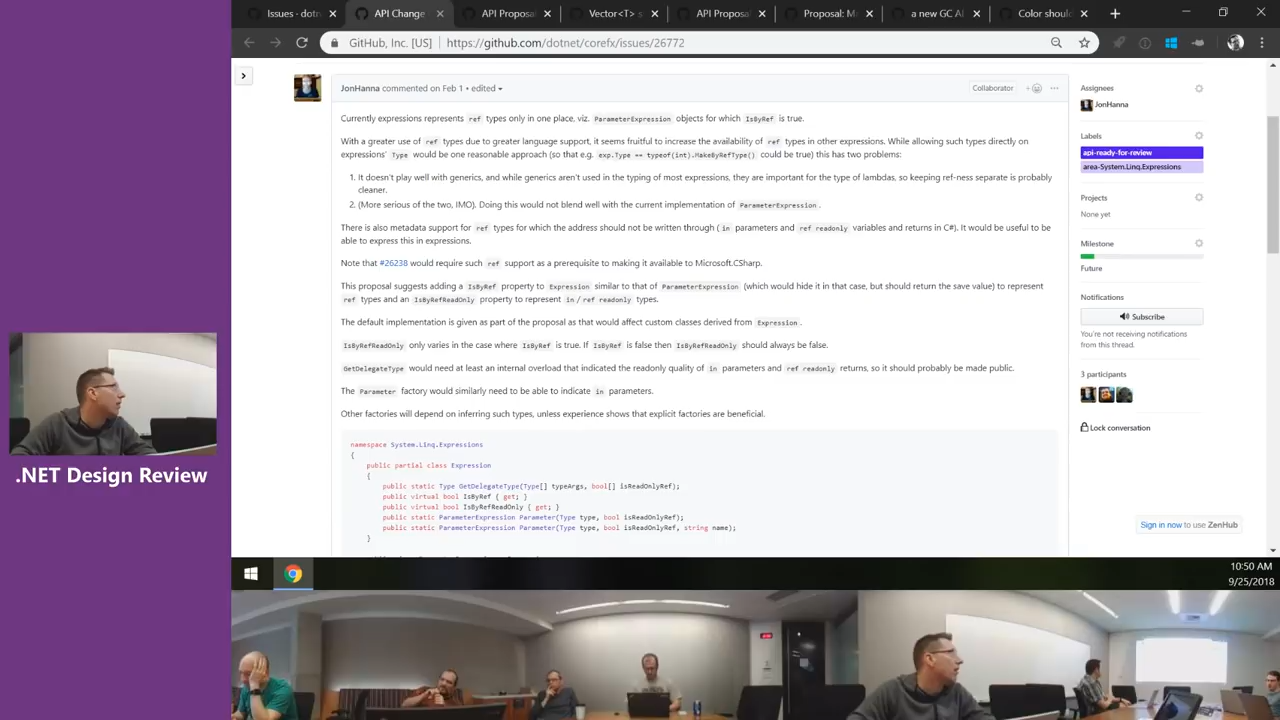 Issues - dotn
API Change
API Proposal
Vector<T> s
API Proposa
Proposal: M
a new GC AI
Color shoul
GitHub, Inc. [US] | https://github.com/dotnet/corefx/issues/26772
JonHanna commented on Feb 1 • edited
Collaborator
Currently expressions represents ref types only in one place, viz. ParameterExpression objects for which IsByRef is true.
With a greater use of ref types due to greater language support, it seems fruitful to increase the availability of ref types in other expressions. While allowing such types directly on
expressions' Type would be one reasonable approach (so that e.g. exp.Type == typeof(int).MakeByRefType() could be true) this has two problems:
1. It doesn't play well with generics, and while generics aren't used in the typing of most expressions, they are important for the type of lambdas, so keeping ref-ness separate is probably
cleaner.
2. (More serious of the two, IMO). Doing this would not blend well with the current implementation of ParameterExpression.
There is also metadata support for ref types for which the address should not be written through (in parameters and ref readonly variables and returns in C#). It would be useful to be
able to express this in expressions.
Note that #26238 would require such ref support as a prerequisite to making it available to Microsoft.CSharp.
This proposal suggests adding a IsByRef property to Expression similar to that of ParameterExpression (which would hide it in that case, but should return the save value) to represent
ref types and an IsByRefReadOnly property to represent in / ref readonly types.
The default implementation is given as part of the proposal as that would affect custom classes derived from Expression.
IsByRefReadOnly only varies in the case where IsByRef is true. If IsByRef is false then IsByRefReadOnly should always be false.
GetDelegateType would need at least an internal overload that indicated the readonly quality of in parameters and ref readonly returns, so it should probably be made public.
The Parameter factory would similarly need to be able to indicate in parameters.
Other factories will depend on inferring such types, unless experience shows that explicit factories are beneficial.
namespace System.Linq.Expressions
{
public partial class Expression
{
public static Type GetDelegateType(Type[] typeArgs, bool[] isReadOnlyRef);
public virtual bool IsByRef { get; }
public virtual bool IsByRefReadOnly { get; }
public static ParameterExpression Parameter(Type type, bool isReadOnlyRef);
public static ParameterExpression Parameter(Type type, bool isReadOnlyRef, string name);
}
Assignees
JonHanna
Labels
api-ready-for-review
area-System.Linq.Expressions
Projects
None yet
Milestone
Future
Notifications
Subscribe
You're not receiving notifications
from this thread.
3 participants
Lock conversation
Sign in now to use ZenHub
.NET Design Review
10:50 AM
9/25/2018